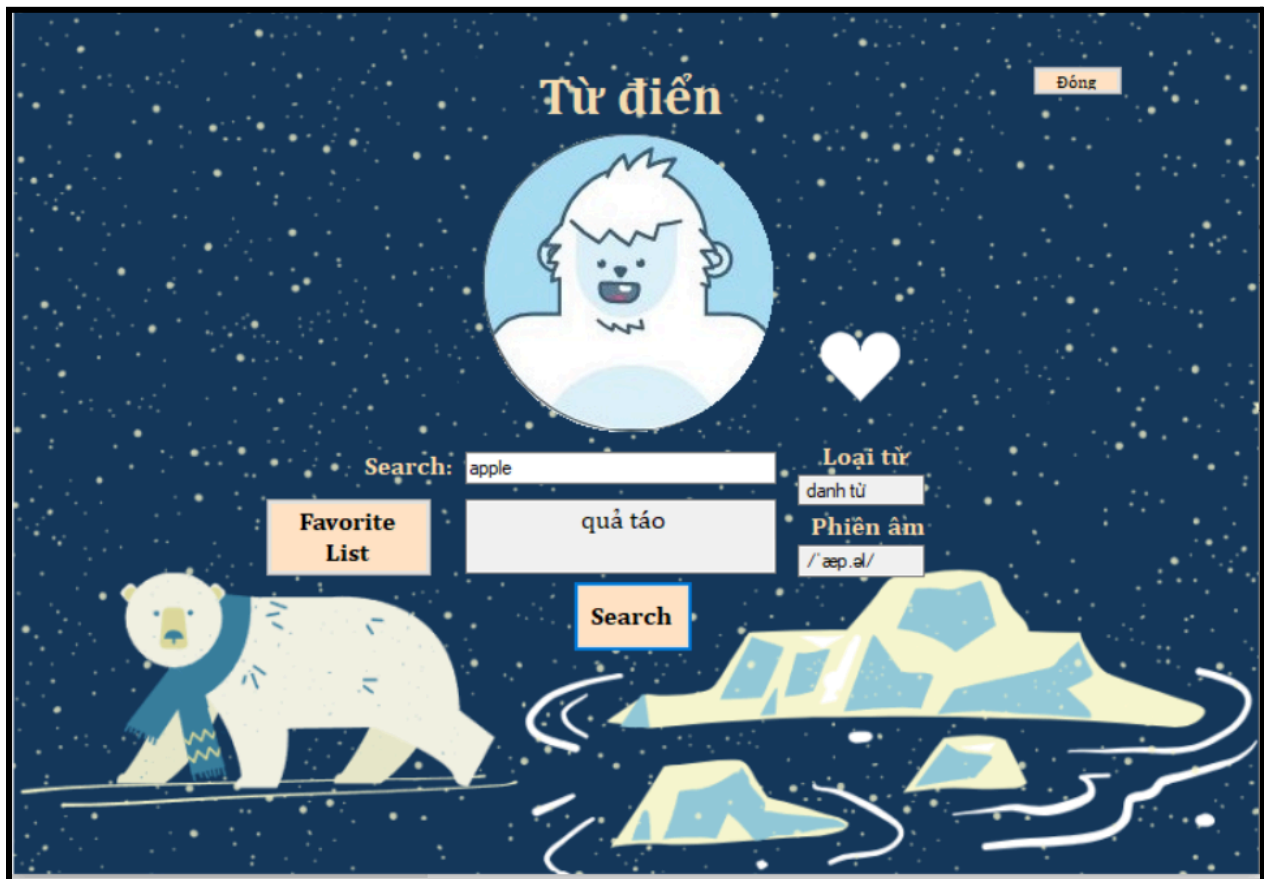 Từ điển
Đóng
Search:
apple
Loại từ
danh từ
Favorite
List
quả táo
Phiên âm
/ˈæp.əl/
Search